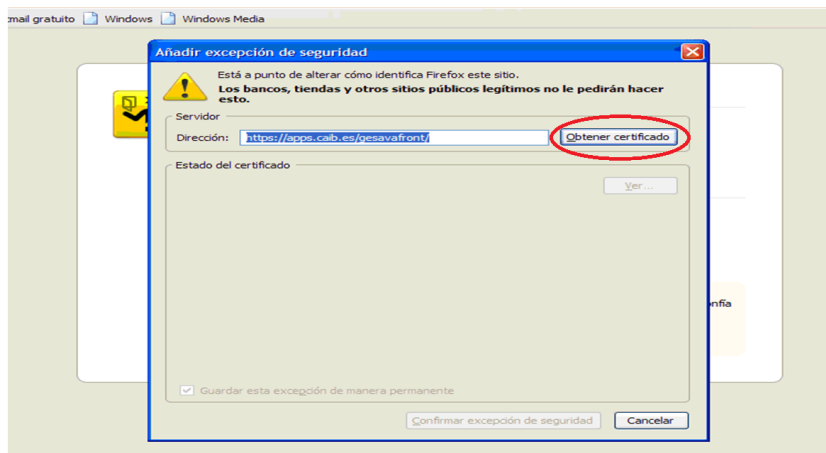 mail gratuito Windows Windows Media
Añadir excepción de seguridad
Está a punto de alterar cómo identifica Firefox este sitio.
Los bancos, tiendas y otros sitios públicos legítimos no le pedirán hacer
esto.
Servidor
Dirección: https://apps.caib.es/gesavafront/ Obtener certificado
Estado del certificado
Ver...
nfía
Guardar esta excepción de manera permanente
Confirmar excepción de seguridad Cancelar